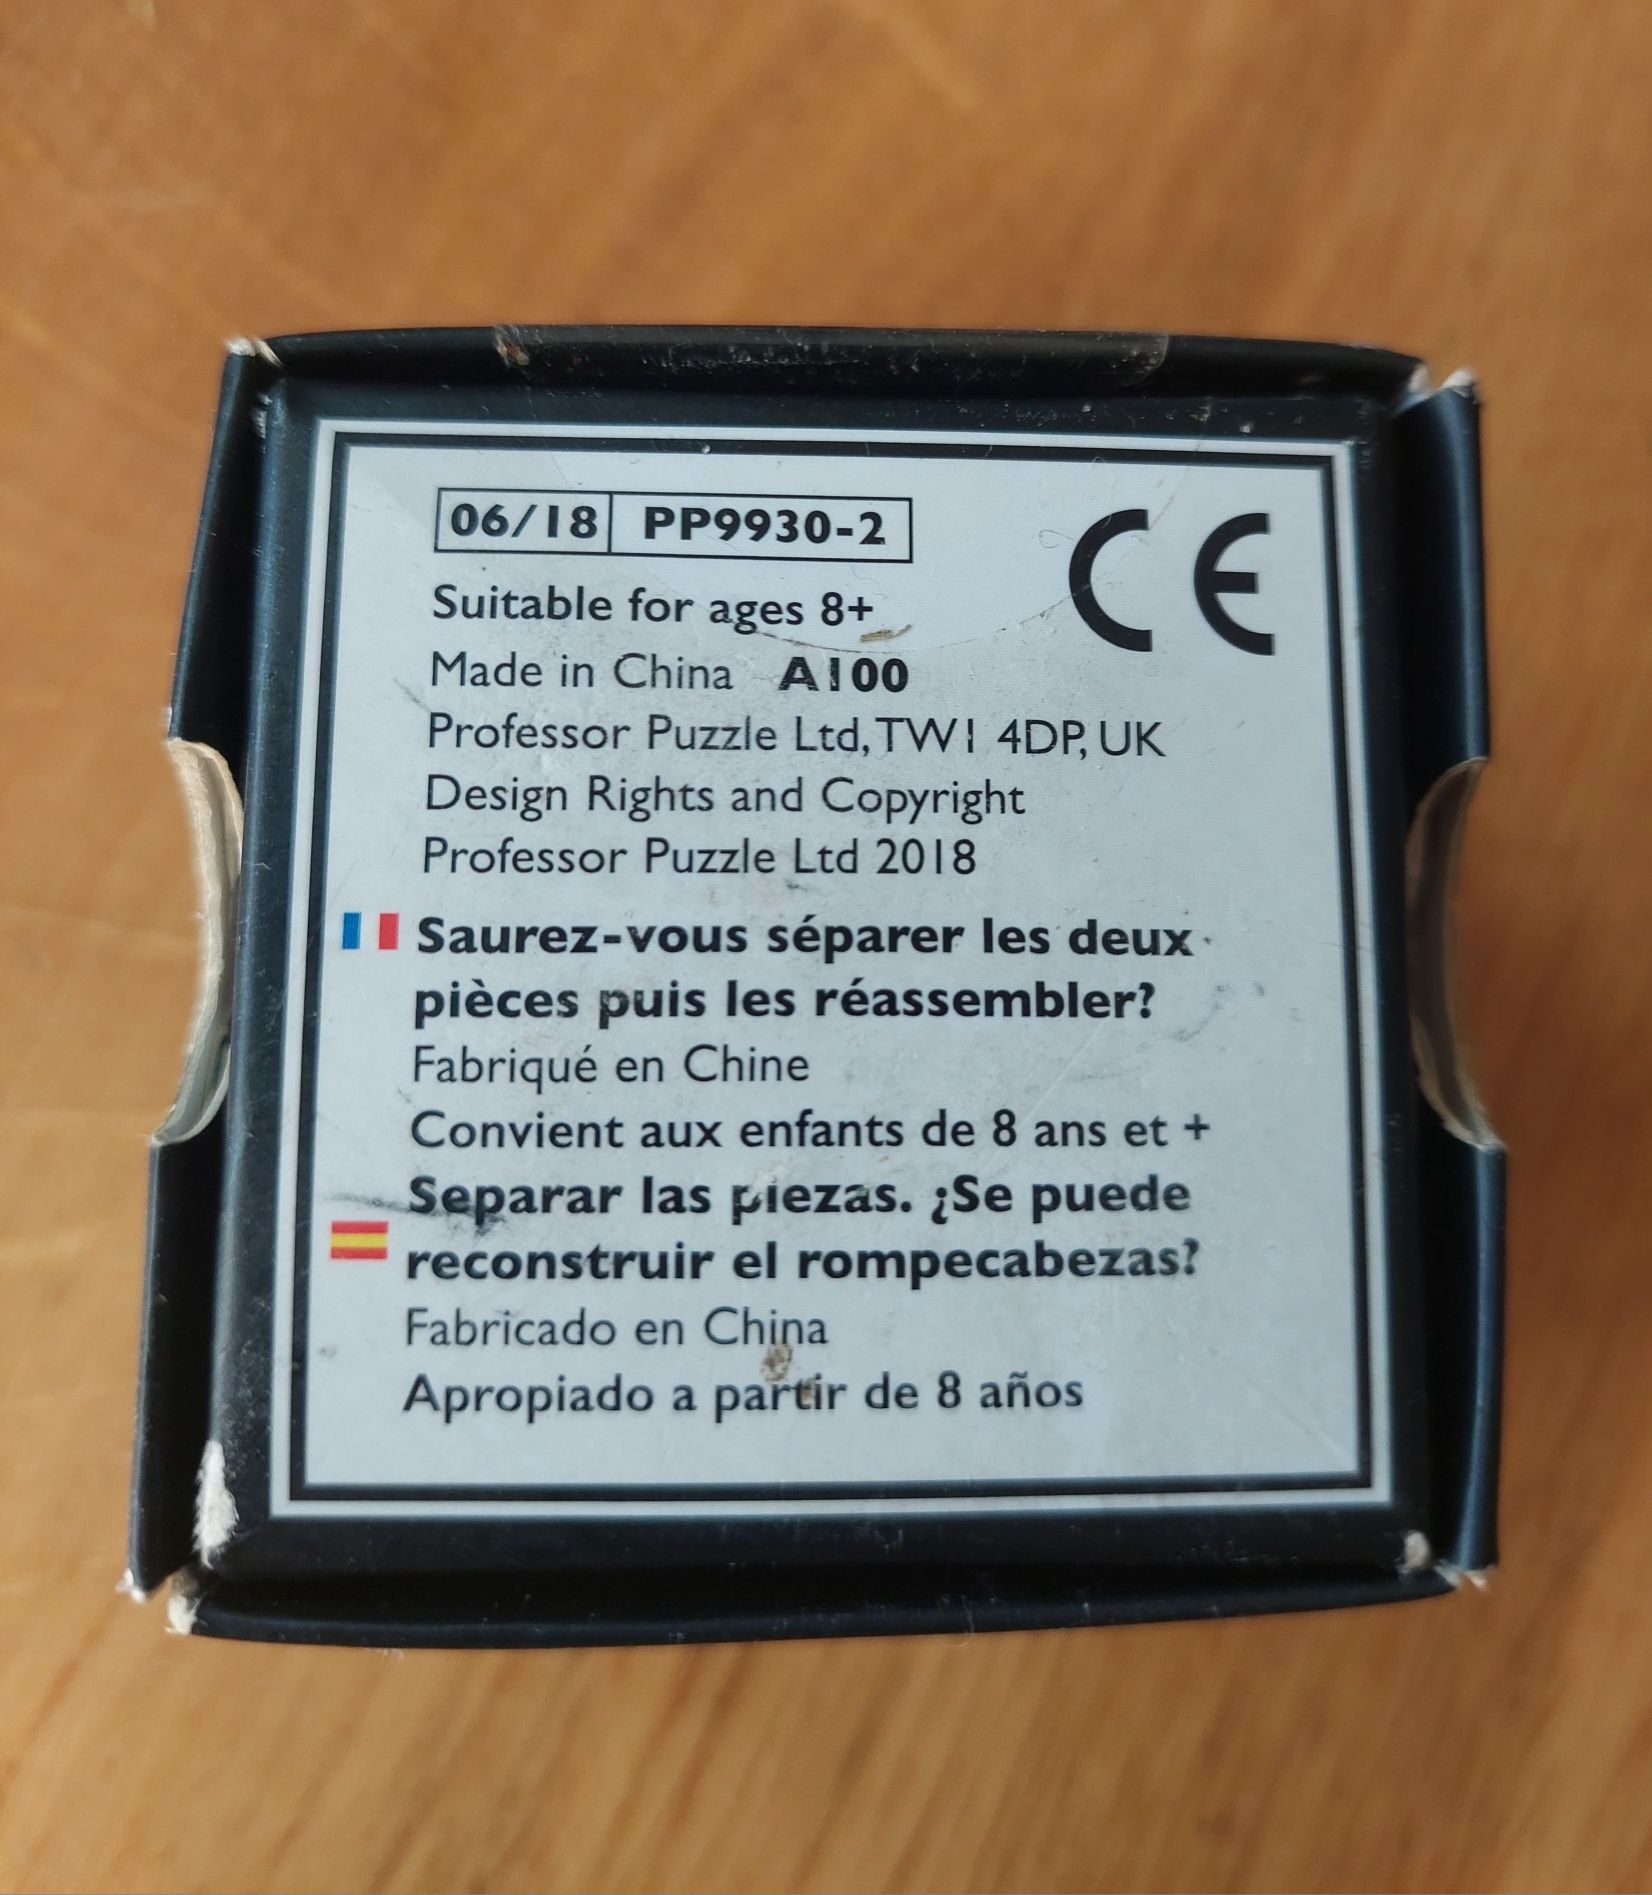 06/18 PP9930-2
CE
Suitable for ages 8+
Made in China A100
Professor Puzzle Ltd, TW1 4DP, UK
Design Rights and Copyright
Professor Puzzle Ltd 2018
Saurez-vous séparer les deux
pièces puis les réassembler?
Fabriqué en Chine
Convient aux enfants de 8 ans et +
Separar las piezas. ¿Se puede
reconstruir el rompecabezas?
Fabricado en China
Apropiado a partir de 8 años